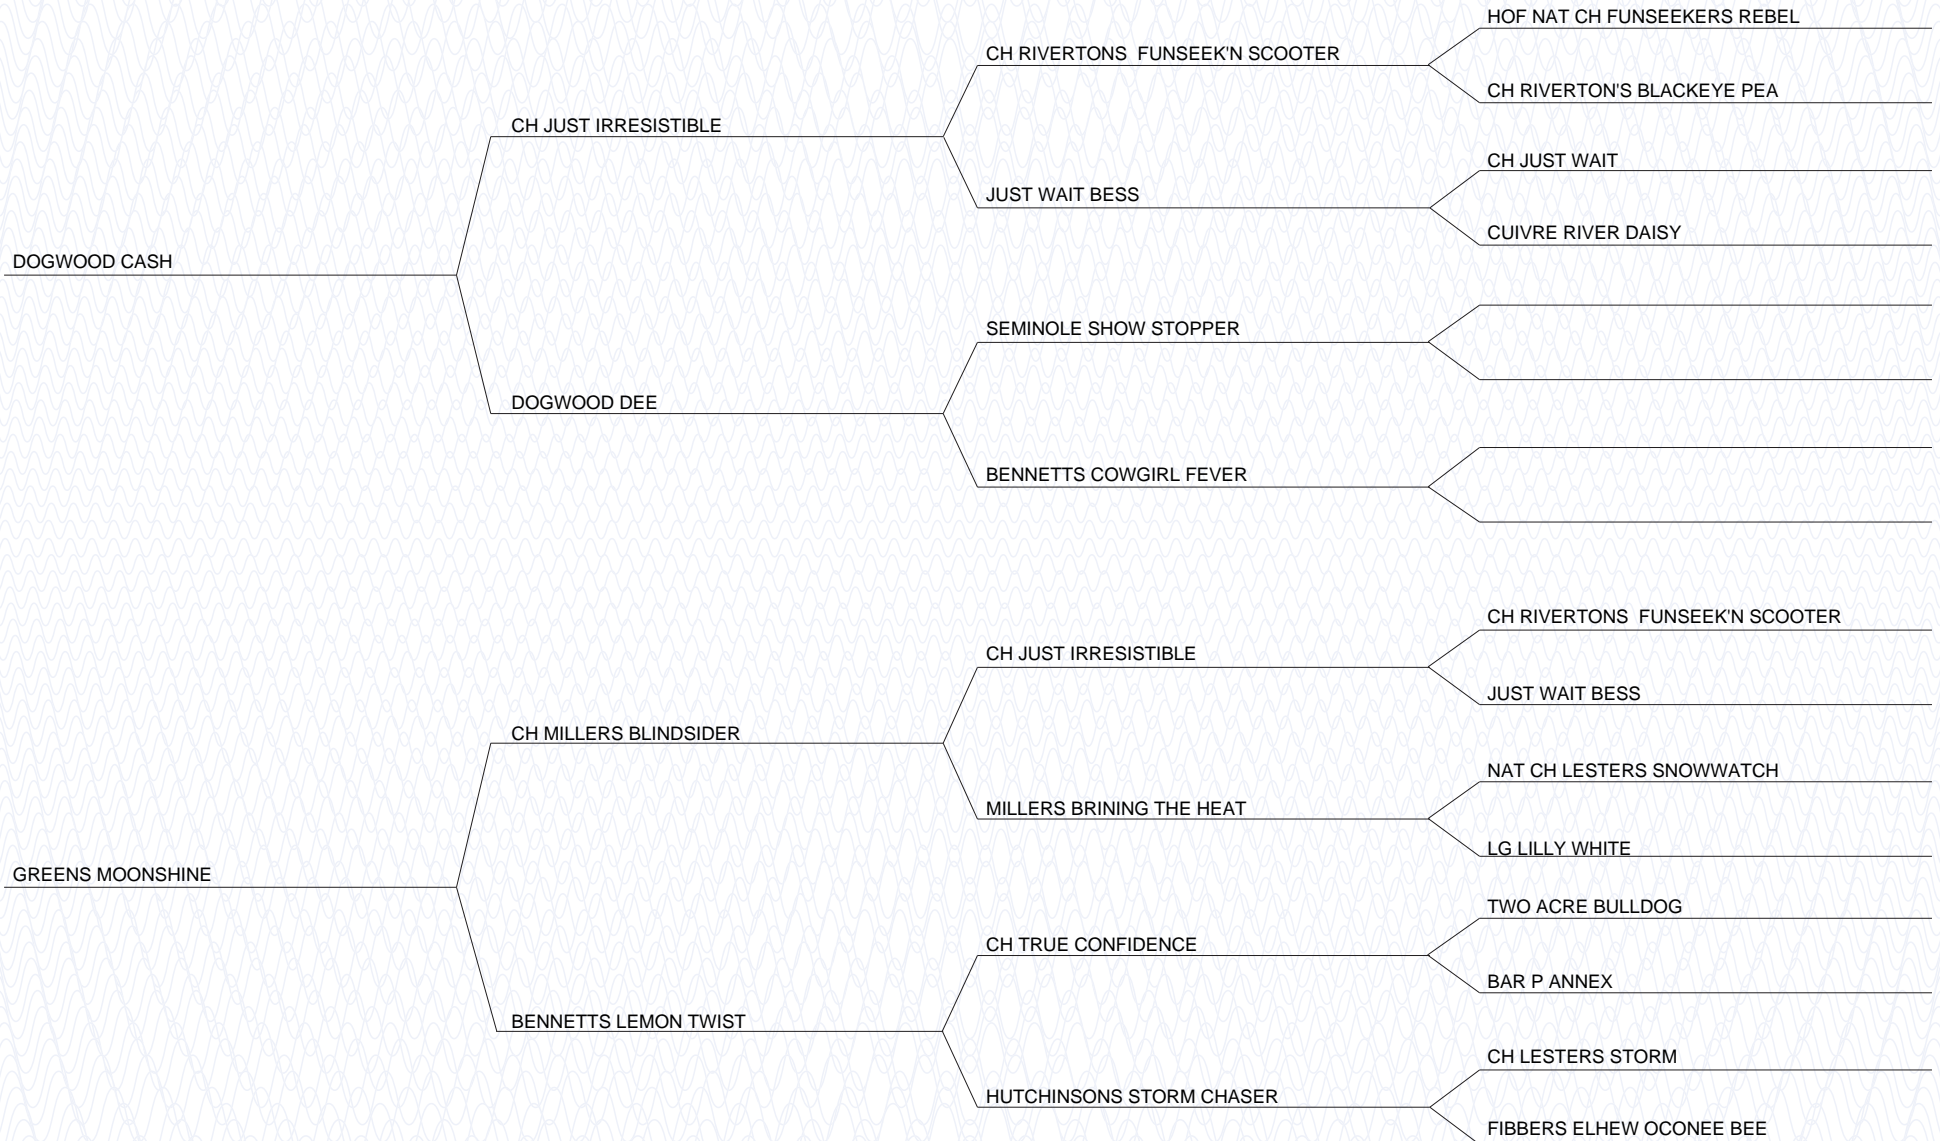 HOF NAT CH FUNSEEKERS REBEL
CH RIVERTONS  FUNSEEK'N SCOOTER
CH RIVERTON'S BLACKEYE PEA
CH JUST IRRESISTIBLE
CH JUST WAIT
JUST WAIT BESS
CUIVRE RIVER DAISY
DOGWOOD CASH
SEMINOLE SHOW STOPPER
DOGWOOD DEE
BENNETTS COWGIRL FEVER
CH RIVERTONS  FUNSEEK'N SCOOTER
CH JUST IRRESISTIBLE
JUST WAIT BESS
CH MILLERS BLINDSIDER
NAT CH LESTERS SNOWWATCH
MILLERS BRINING THE HEAT
LG LILLY WHITE
GREENS MOONSHINE
TWO ACRE BULLDOG
CH TRUE CONFIDENCE
BAR P ANNEX
BENNETTS LEMON TWIST
CH LESTERS STORM
HUTCHINSONS STORM CHASER
FIBBERS ELHEW OCONEE BEE